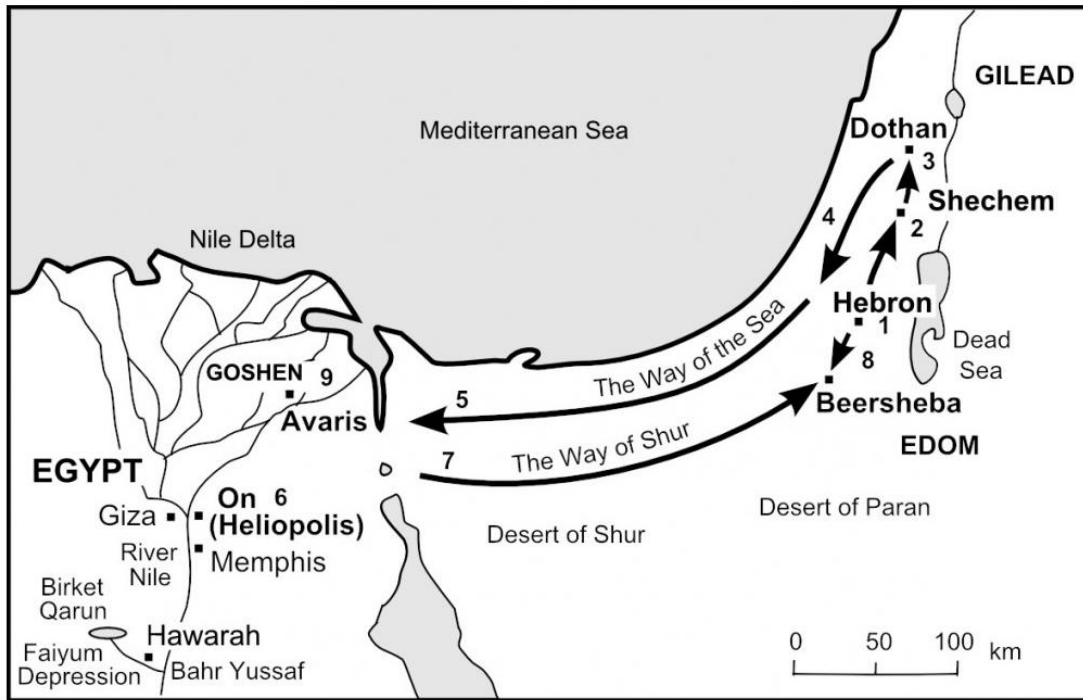 GILEAD
Mediterranean Sea
Dothan
3
Shechem
4
2
Nile Delta
Hebron
1
The Way of the Sea
8
Dead
Sea
GOSHEN 9
5
Avaris
Beersheba
The Way of Shur
EDOM
7
EGYPT
On 6
(Heliopolis)
Giza
Desert of Shur
Desert of Paran
River
Nile
Memphis
Birket
Qarun
Hawarah
Faiyum
Depression
Bahr Yussaf
0 50 100 km